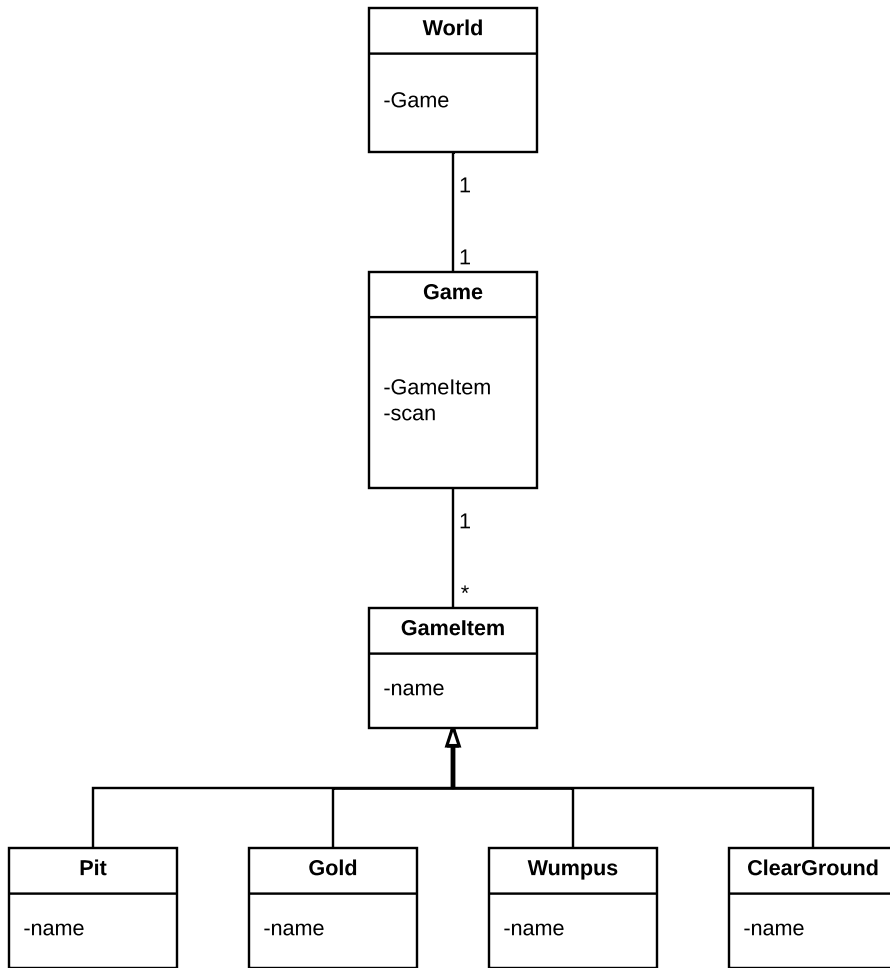 World
-Game
1
1
Game
-GameItem
-scan
1
*
GameItem
-name
Pit
Gold
Wumpus
ClearGround
-name
-name
-name
-name